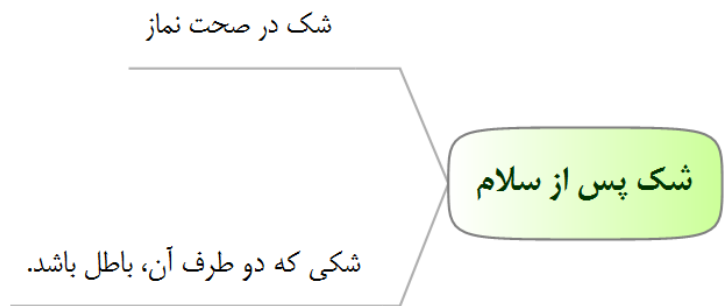 شک پس از سلام
شک در صحت نماز
شکی که دو طرف آن، باطل باشد.